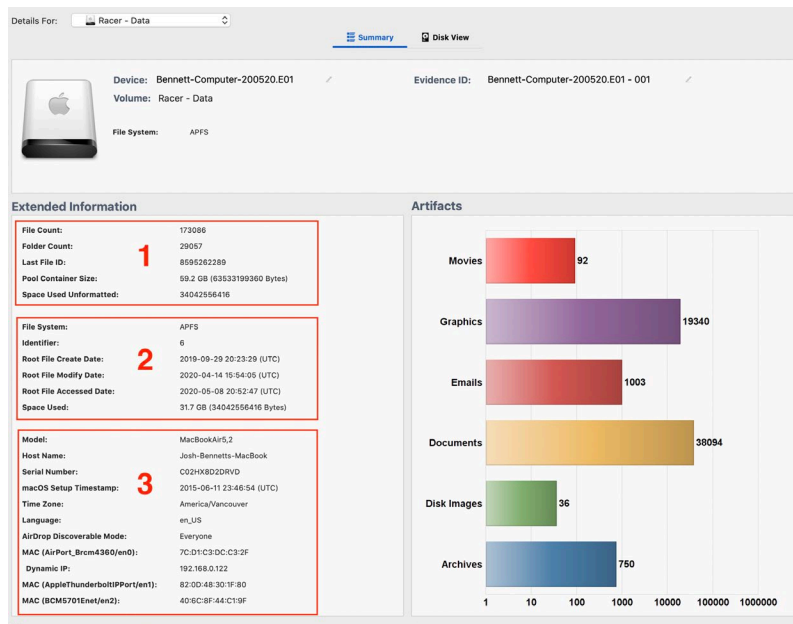 Details For: Racer - Data
Summary Disk View
Device: Bennett-Computer-200520.E01 Evidence ID: Bennett-Computer-200520.E01 - 001
Volume: Racer - Data
File System: APFS
Extended Information
File Count: 173086
Folder Count: 29057
Last File ID: 8595262289
Pool Container Size: 59.2 GB (63533199360 Bytes)
Space Used Unformatted: 34042556416
1
File System: APFS
Identifier: 6
Root File Create Date: 2019-09-29 20:23:29 (UTC)
Root File Modify Date: 2020-04-14 15:54:05 (UTC)
Root File Accessed Date: 2020-05-08 20:52:47 (UTC)
Space Used: 31.7 GB (34042556416 Bytes)
2
Model: MacBookAir5,2
Host Name: Josh-Bennetts-MacBook
Serial Number: C02HX8D2DRVD
macOS Setup Timestamp: 2015-06-11 23:46:54 (UTC)
Time Zone: America/Vancouver
Language: en_US
AirDrop Discoverable Mode: Everyone
MAC (AirPort_Brcm4360/en0): 7C:D1:C3:DC:C3:2F
Dynamic IP: 192.168.0.122
MAC (AppleThunderboltIPPort/en1): 82:0D:48:30:1F:80
MAC (BCM5701Enet/en2): 40:6C:8F:44:C1:9F
3
Artifacts
Movies 92
Graphics 19340
Emails 1003
Documents 38094
Disk Images 36
Archives 750
1 10 100 1000 10000 100000 1000000